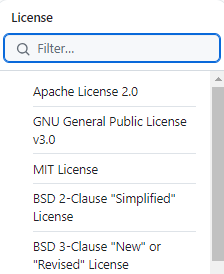 License
Filter...
Apache License 2.0
GNU General Public License
v3.0
MIT License
BSD 2-Clause "Simplified"
License
BSD 3-Clause "New" or
"Revised" License